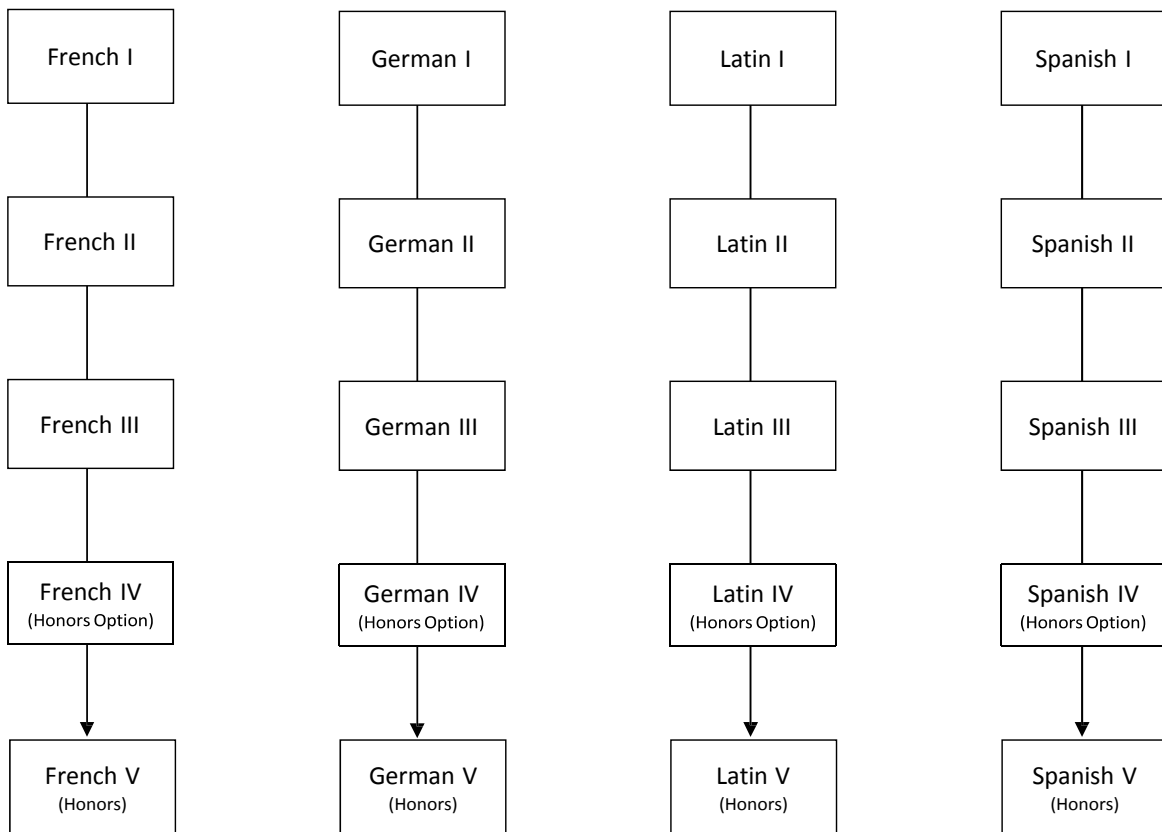 French I
German I
Latin I
Spanish I
French II
German II
Latin II
Spanish II
French III
German III
Latin III
Spanish III
French IV
(Honors Option)
German IV
(Honors Option)
Latin IV
(Honors Option)
Spanish IV
(Honors Option)
French V
(Honors)
German V
(Honors)
Latin V
(Honors)
Spanish V
(Honors)